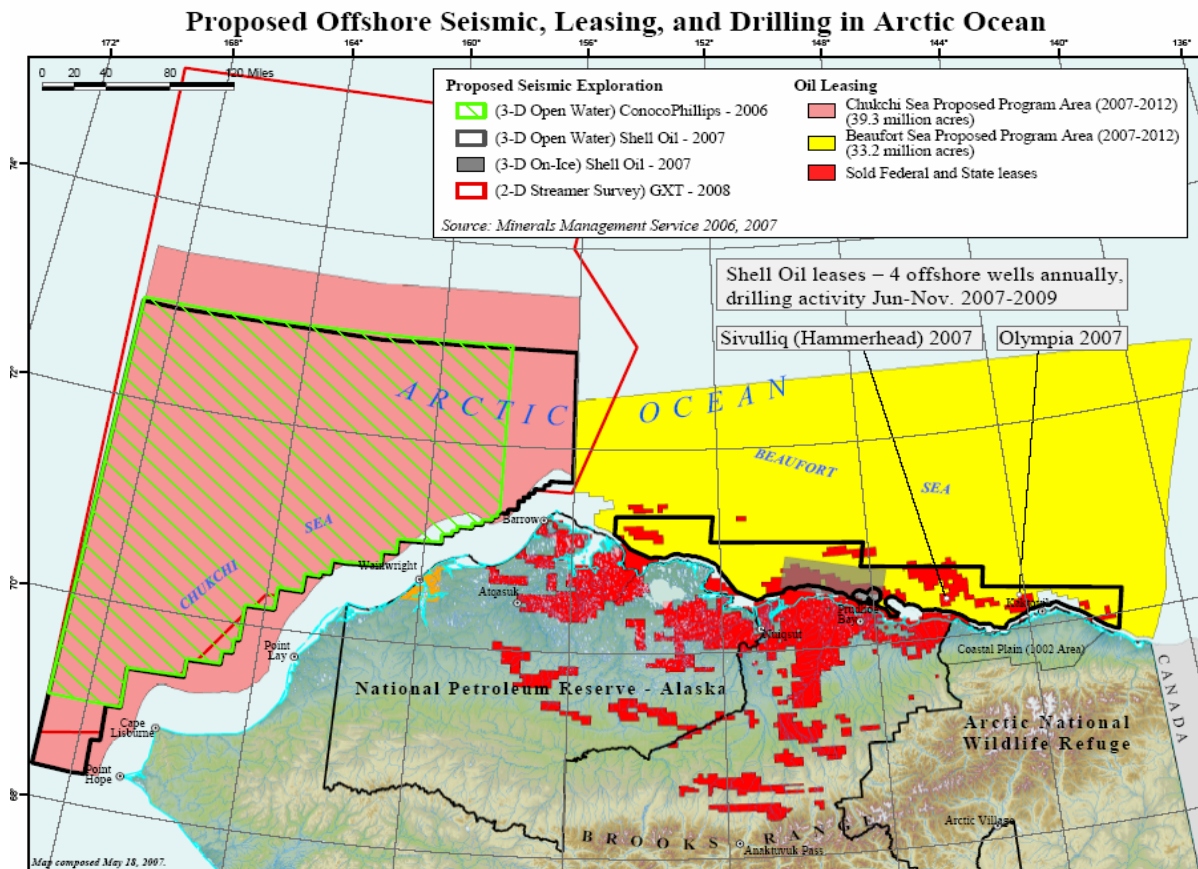 Proposed Offshore Seismic, Leasing, and Drilling in Arctic Ocean
172° 168° 164° 160° 156° 152° 148° 144° 140° 136°
0 20 40 80 120 Miles
Proposed Seismic Exploration
(3-D Open Water) ConocoPhillips - 2006
(3-D Open Water) Shell Oil - 2007
(3-D On-Ice) Shell Oil - 2007
(2-D Streamer Survey) GXT - 2008
Source: Minerals Management Service 2006, 2007
Oil Leasing
Chukchi Sea Proposed Program Area (2007-2012)
(39.3 million acres)
Beaufort Sea Proposed Program Area (2007-2012)
(33.2 million acres)
Sold Federal and State leases
74°
72°
70°
68°
Shell Oil leases – 4 offshore wells annually,
drilling activity Jun-Nov. 2007-2009
Sivulliq (Hammerhead) 2007
Olympia 2007
ARCTIC OCEAN
BEAUFORT SEA
CHUKCHI SEA
Barrow
Wainwright
Atqasuk
Point
Lay
Cape
Lisburne
Point
Hope
Nuiqsut
Prudhoe
Bay
Kaktovik
Coastal Plain (1002 Area)
CANADA
National Petroleum Reserve - Alaska
Arctic National
Wildlife Refuge
Arctic Village
BROOKS RANGE
Anaktuvuk Pass
Map composed May 18, 2007.